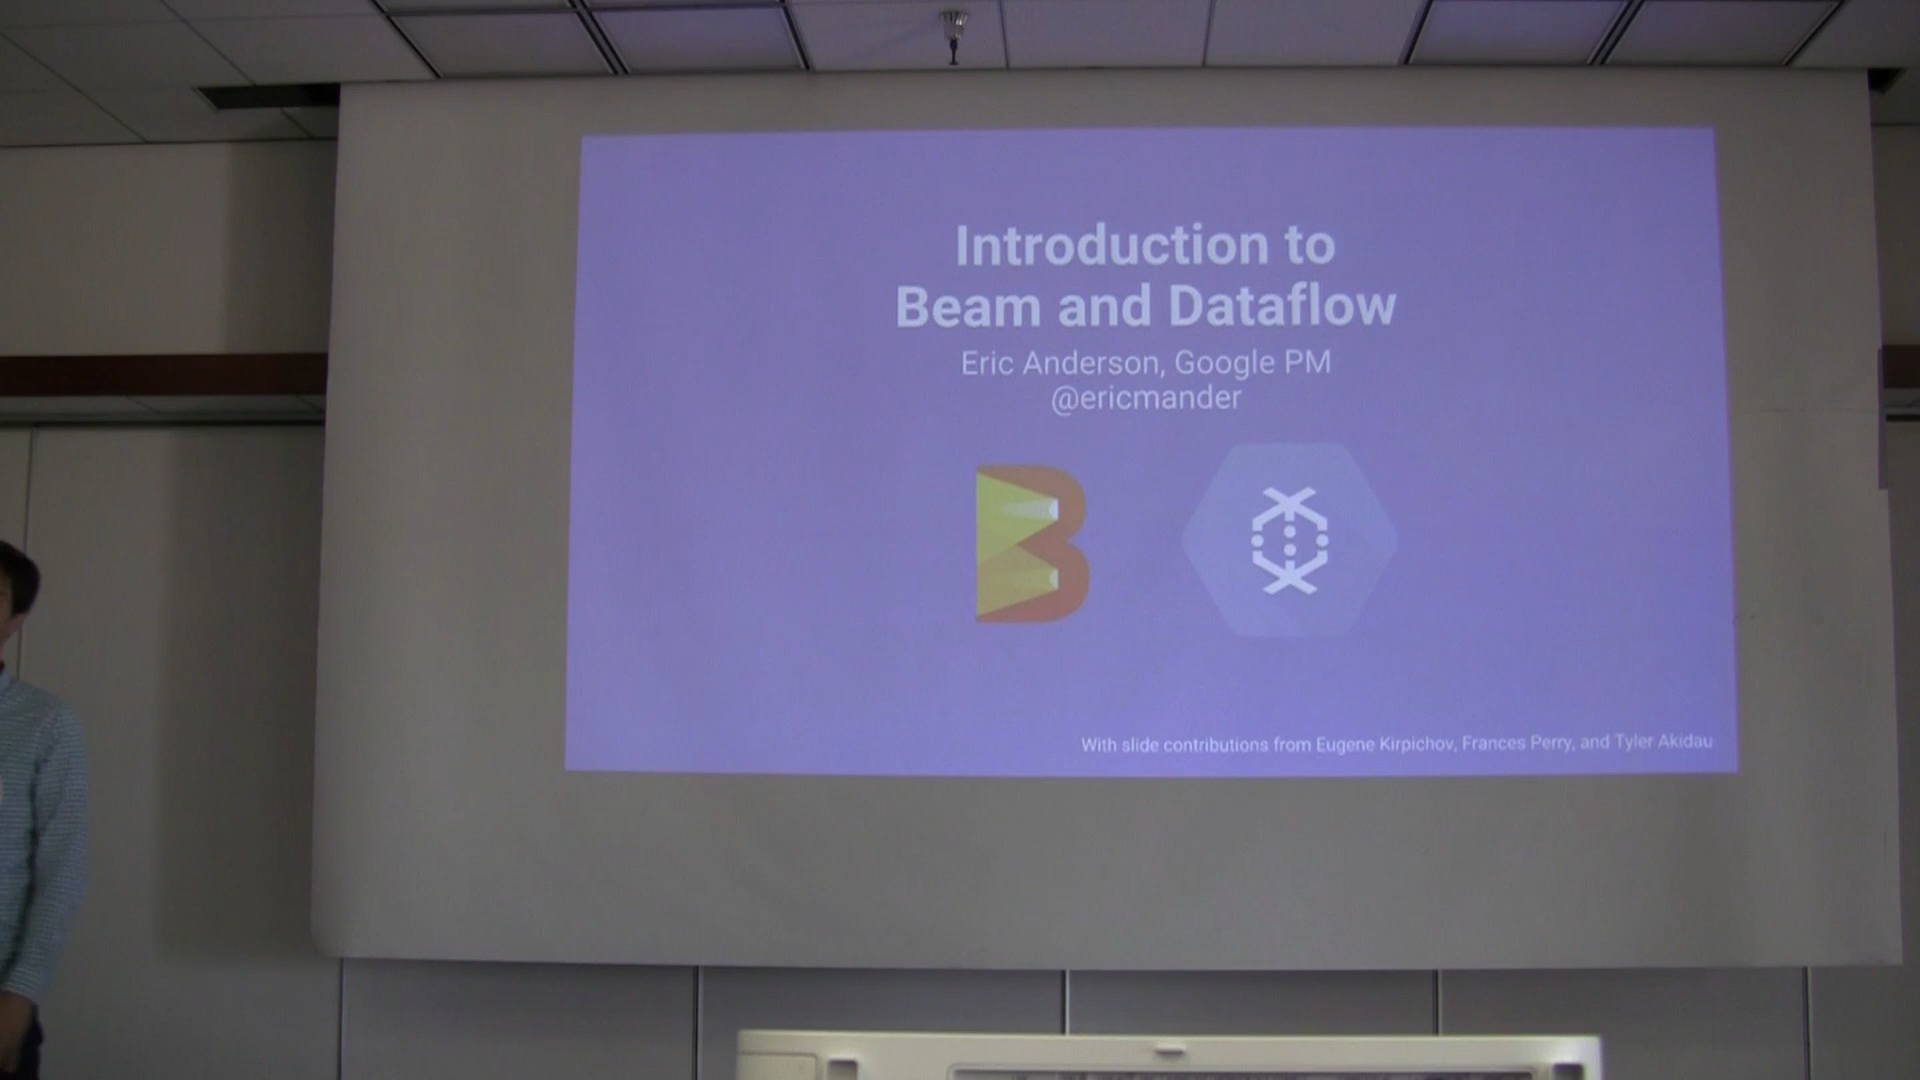 Introduction to
Beam and Dataflow
Eric Anderson, Google PM
@ericmander
With slide contributions from Eugene Kirpichov, Frances Perry, and Tyler Akidau